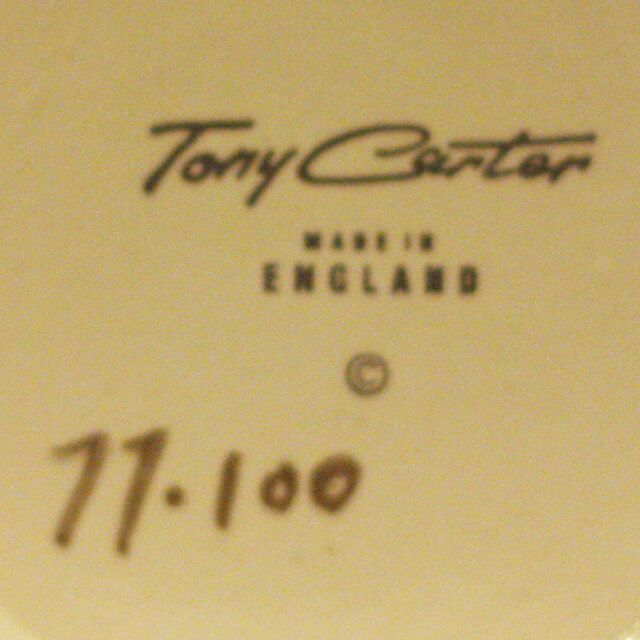 Tony Carter
MADE IN
ENGLAND
©
77.100